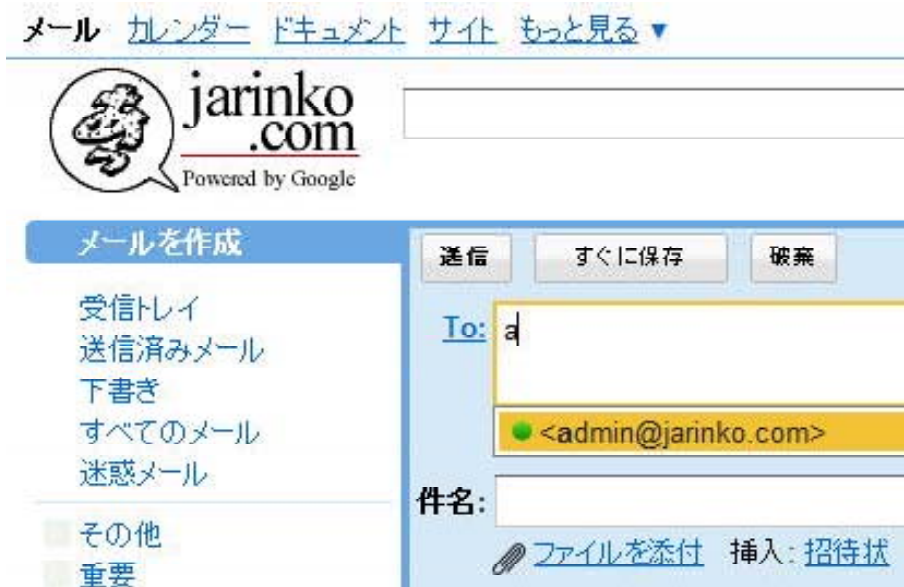 メール カレンダー ドキュメント サイト もっと見る ▼
jarinko
.com
Powered by Google
メールを作成
受信トレイ
送信済みメール
下書き
すべてのメール
迷惑メール
その他
重要
送信 すぐに保存 破棄
To: a
<admin@jarinko.com>
件名:
ファイルを添付 挿入: 招待状